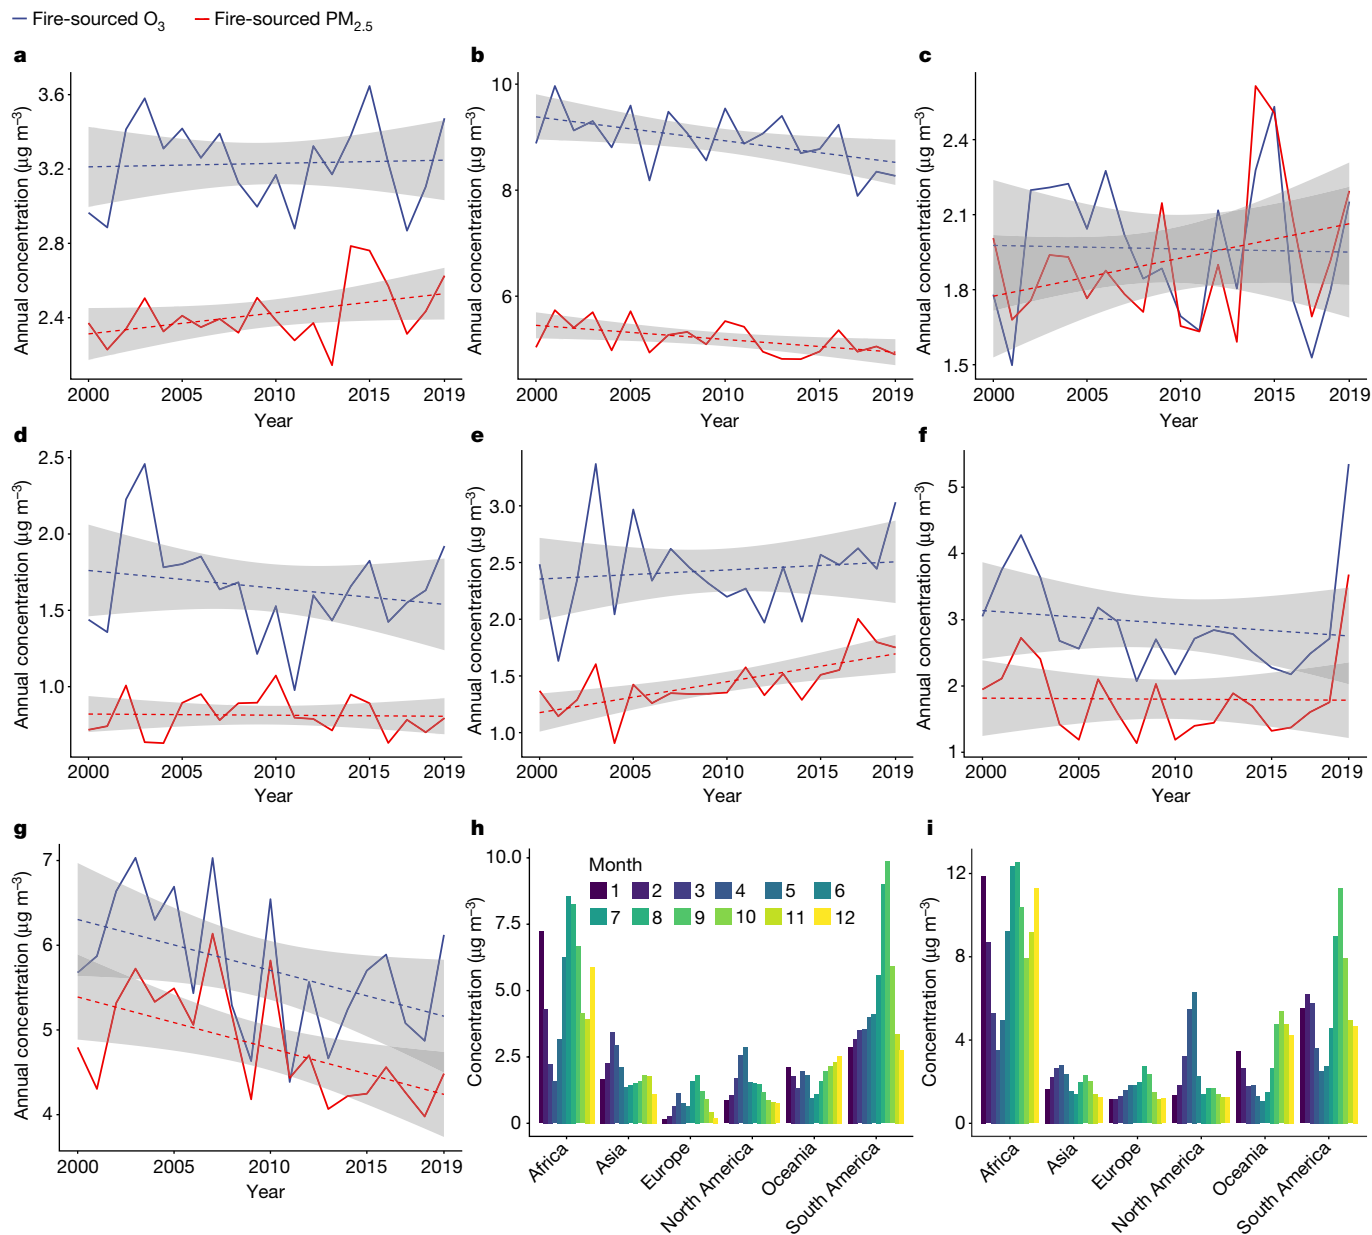 Fire-sourced O3 Fire-sourced PM2.5
a b c
Annual concentration (µg m–3)
3.6
3.2
2.8
2.4
2000 2005 2010 2015 2019
Year
Annual concentration (µg m–3)
10
8
6
2000 2005 2010 2015 2019
Year
Annual concentration (µg m–3)
2.4
2.1
1.8
1.5
2000 2005 2010 2015 2019
Year
d e f
Annual concentration (µg m–3)
2.5
2.0
1.5
1.0
2000 2005 2010 2015 2019
Year
Annual concentration (µg m–3)
3.0
2.5
2.0
1.5
1.0
2000 2010 2015 2019
Year
Annual concentration (µg m–3)
5
4
3
2
1
2000 2005 2010 2015 2019
Year
g h i
Annual concentration (µg m–3)
7
6
5
4
2000 2005 2010 2015 2019
Year
Concentration (µg m–3)
10.0
7.5
5.0
2.5
0
Month
1 2 3 4 5 6
7 8 9 10 11 12
Africa
Asia
Europe
North America
Oceania
South America
Concentration (µg m–3)
12
8
4
0
Africa
Asia
Europe
North America
Oceania
South America